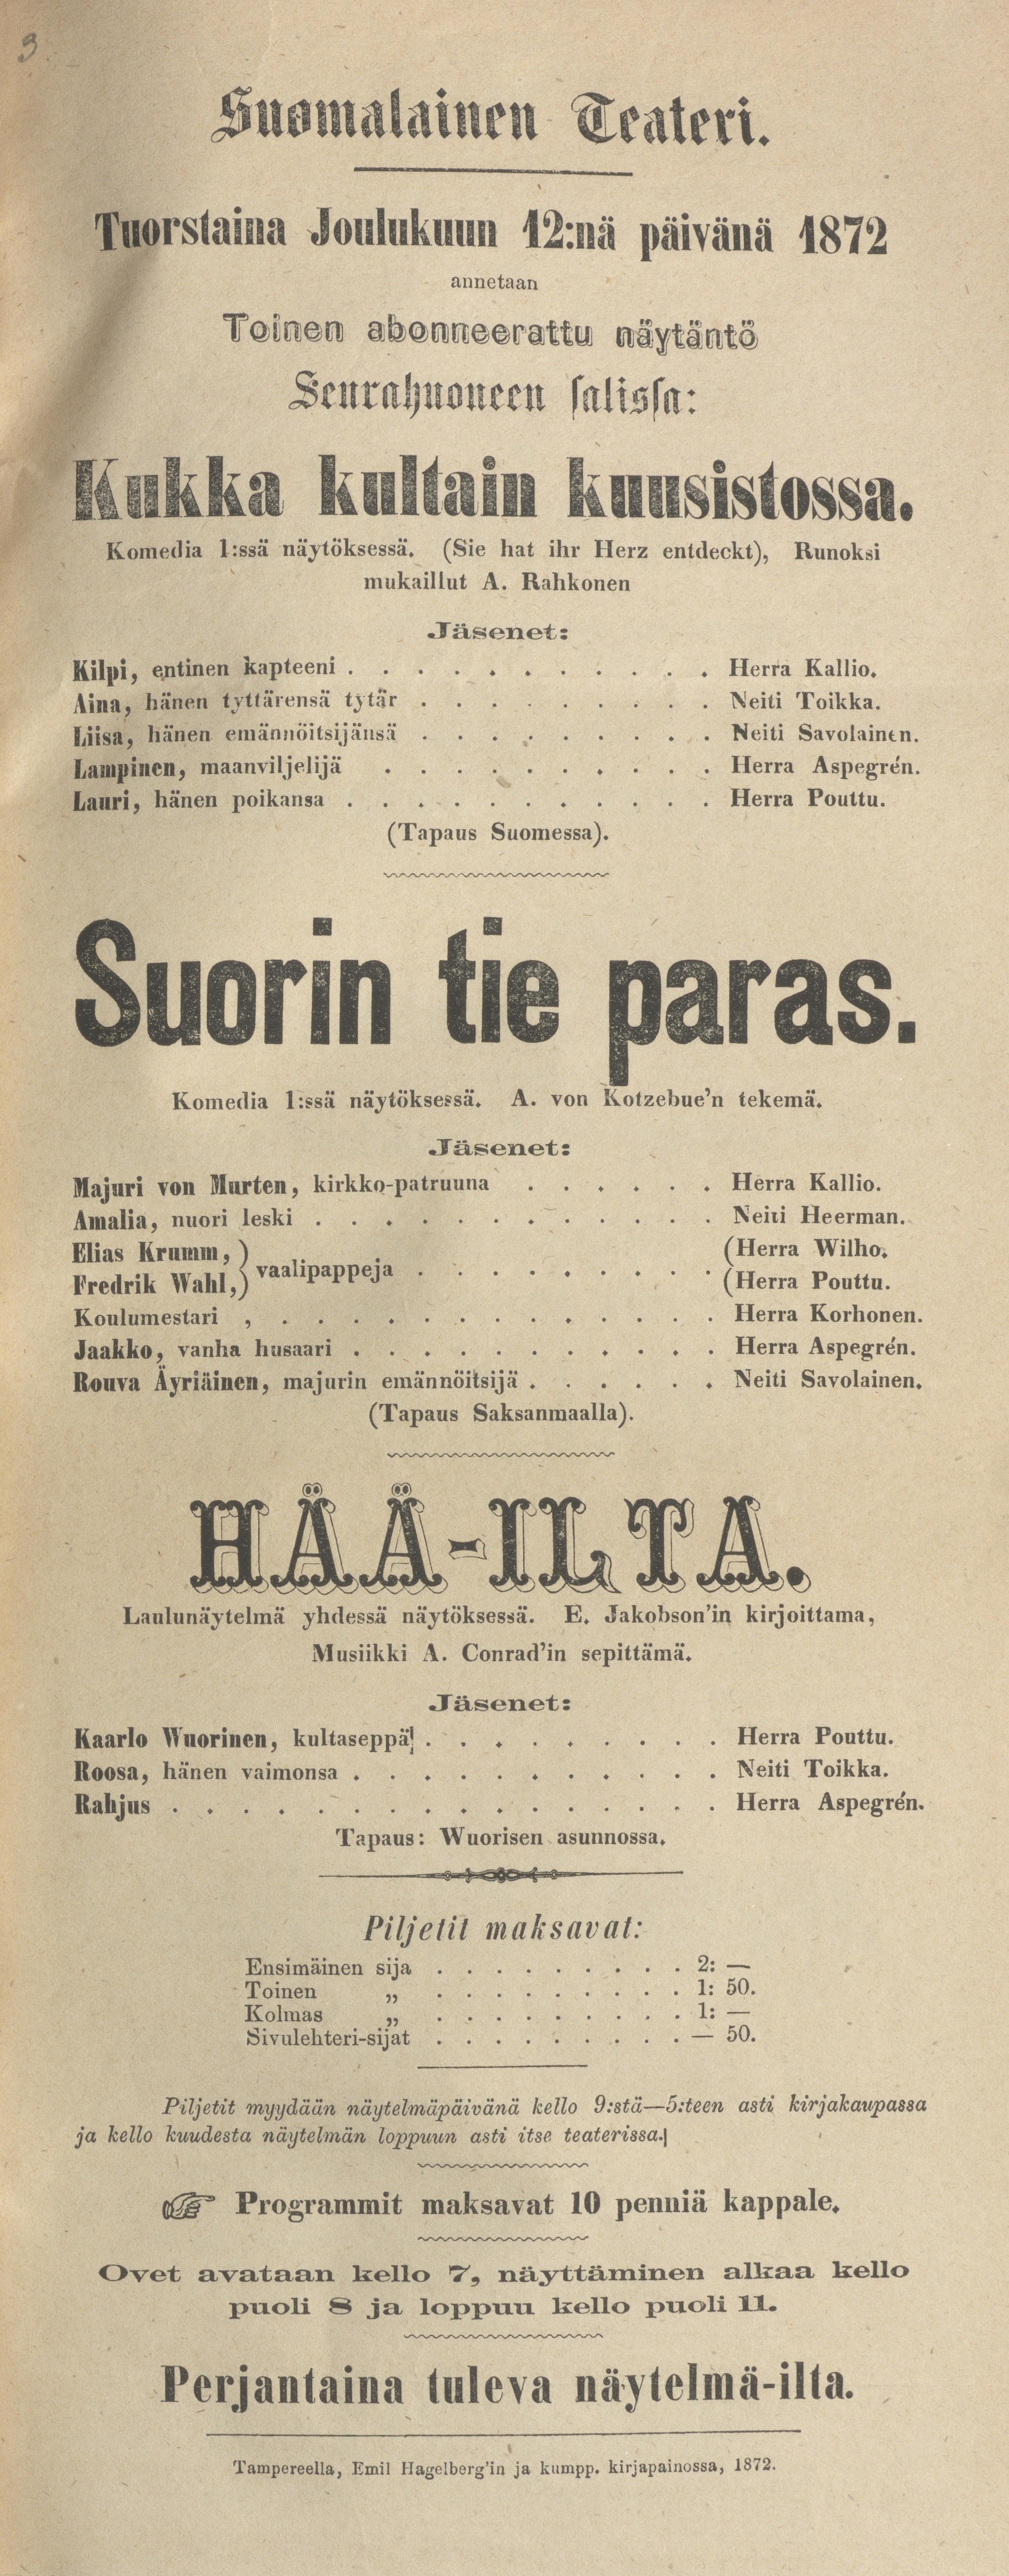 3
Suomalainen Teateri.
Tuorstaina Joulukuun 12:nä päivänä 1872
annetaan
Toinen abonneerattu näytäntö
Seurahuoneen salissa:
Kukka kultain kuusistossa.
Komedia 1:ssä näytöksessä. (Sie hat ihr Herz entdeckt), Runoksi
mukaillut A. Rahkonen
Jäsenet:
Kilpi, entinen kapteeni . . . . . . . . . . . Herra Kallio.
Aina, hänen tyttärensä tytär . . . . . . . . . Neiti Toikka.
Liisa, hänen emännöitsijänsä . . . . . . . . . Neiti Savolainen.
Lampinen, maanviljelijä . . . . . . . . . . Herra Aspegrén.
Lauri, hänen poikansa . . . . . . . . . . . Herra Pouttu.
(Tapaus Suomessa).
Suorin tie paras.
Komedia 1:ssä näytöksessä. A. von Kotzebue'n tekemä.
Jäsenet:
Majuri von Murten, kirkko-patruuna . . . . . . Herra Kallio.
Amalia, nuori leski . . . . . . . . . . . . Neiti Heerman.
Elias Krumm,) (Herra Wilho.
vaalipappeja . . . . . . . . .
Fredrik Wahl,) (Herra Pouttu.
Koulumestari , . . . . . . . . . . . . . Herra Korhonen.
Jaakko, vanha husaari . . . . . . . . . . . Herra Aspegrén.
Rouva Äyriäinen, majurin emännöitsijä . . . . . . Neiti Savolainen.
(Tapaus Saksanmaalla).
HÄÄ-ILTA.
Laulunäytelmä yhdessä näytöksessä. E. Jakobson'in kirjoittama,
Musiikki A. Conrad'in sepittämä.
Jäsenet:
Kaarlo Wuorinen, kultaseppä . . . . . . . . . Herra Pouttu.
Roosa, hänen vaimonsa . . . . . . . . . . . Neiti Toikka.
Rahjus . . . . . . . . . . . . . . . . Herra Aspegrén.
Tapaus: Wuorisen asunnossa.
Piljetit maksavat:
Ensimäinen sija . . . . . . . . . 2: —
Toinen „ . . . . . . . . . 1: 50.
Kolmas „ . . . . . . . . . 1: —
Sivulehteri-sijat . . . . . . . . . — 50.
Piljetit myydään näytelmäpäivänä kello 9:stä—5:teen asti kirjakaupassa
ja kello kuudesta näytelmän loppuun asti itse teaterissa.
☞ Programmit maksavat 10 penniä kappale.
Ovet avataan kello 7, näyttäminen alkaa kello
puoli 8 ja loppuu kello puoli 11.
Perjantaina tuleva näytelmä-ilta.
Tampereella, Emil Hagelberg'in ja kumpp. kirjapainossa, 1872.